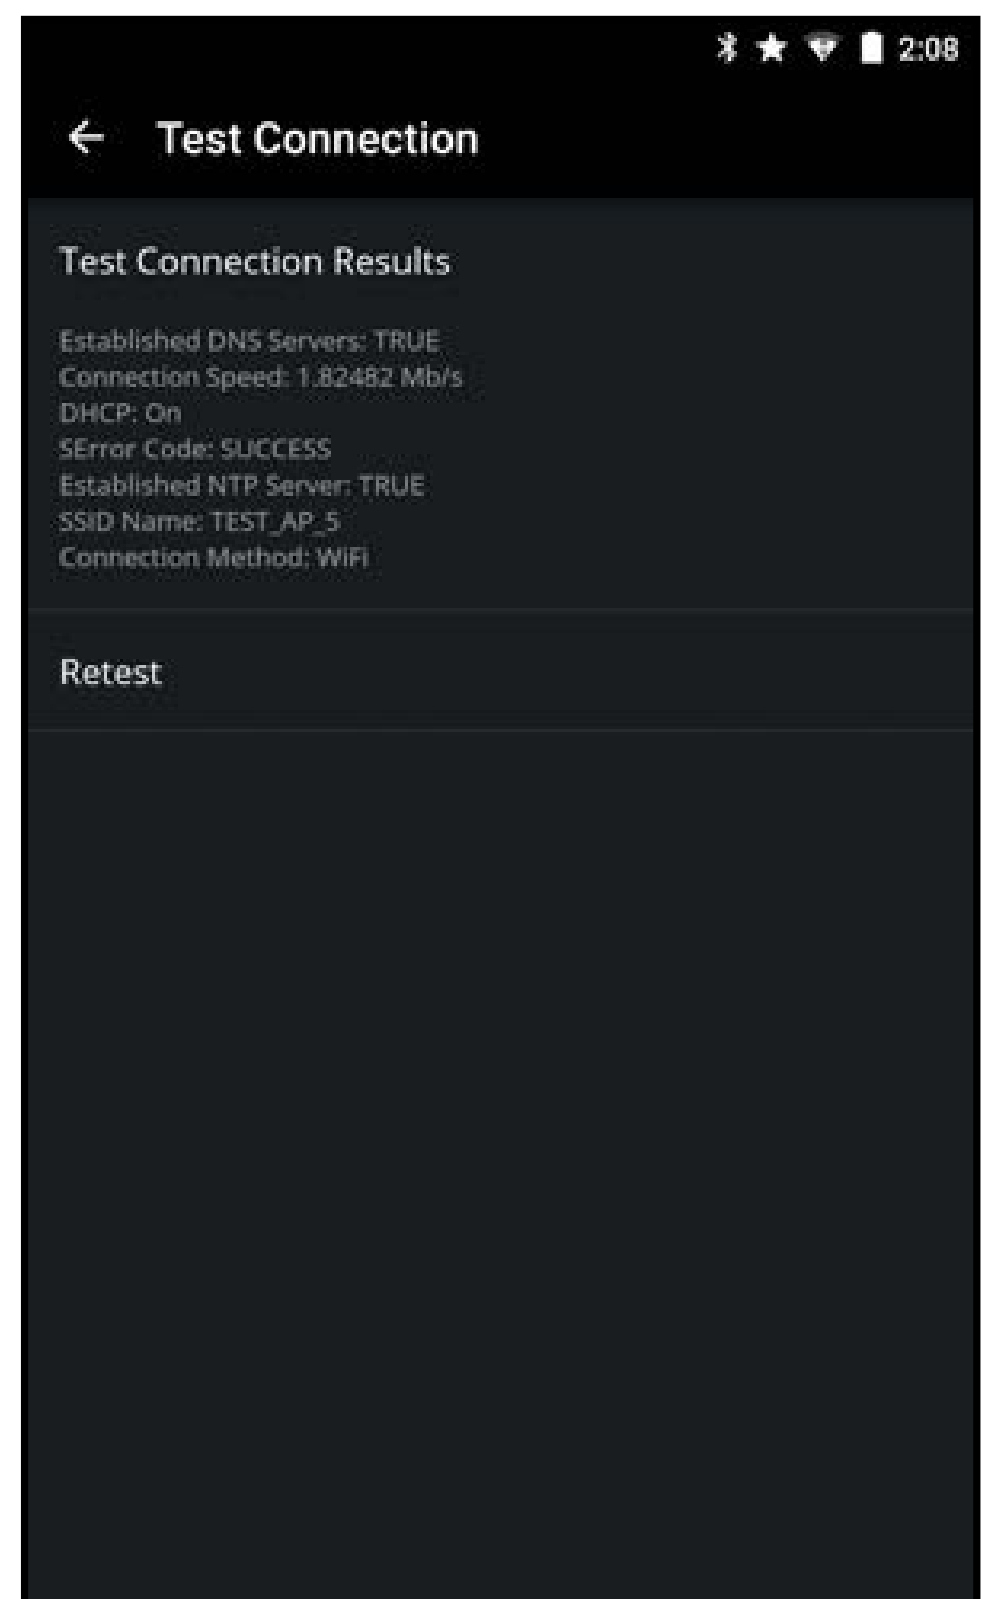 2:08
Test Connection
Test Connection Results
Established DNS Servers: TRUE
Connection Speed: 1.82482 Mb/s
DHCP: On
SError Code: SUCCESS
Established NTP Server: TRUE
SSID Name: TEST_AP_5
Connection Method: WiFi
Retest